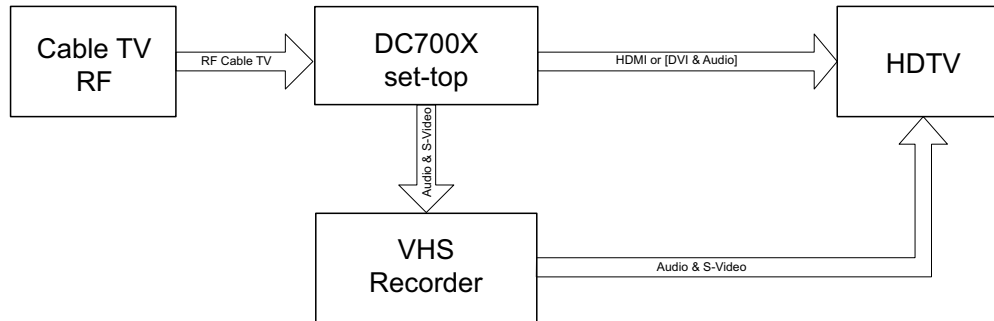 Cable TV
RF
RF Cable TV
DC700X
set-top
HDMI or [DVI & Audio]
HDTV
Audio & S-Video
VHS
Recorder
Audio & S-Video